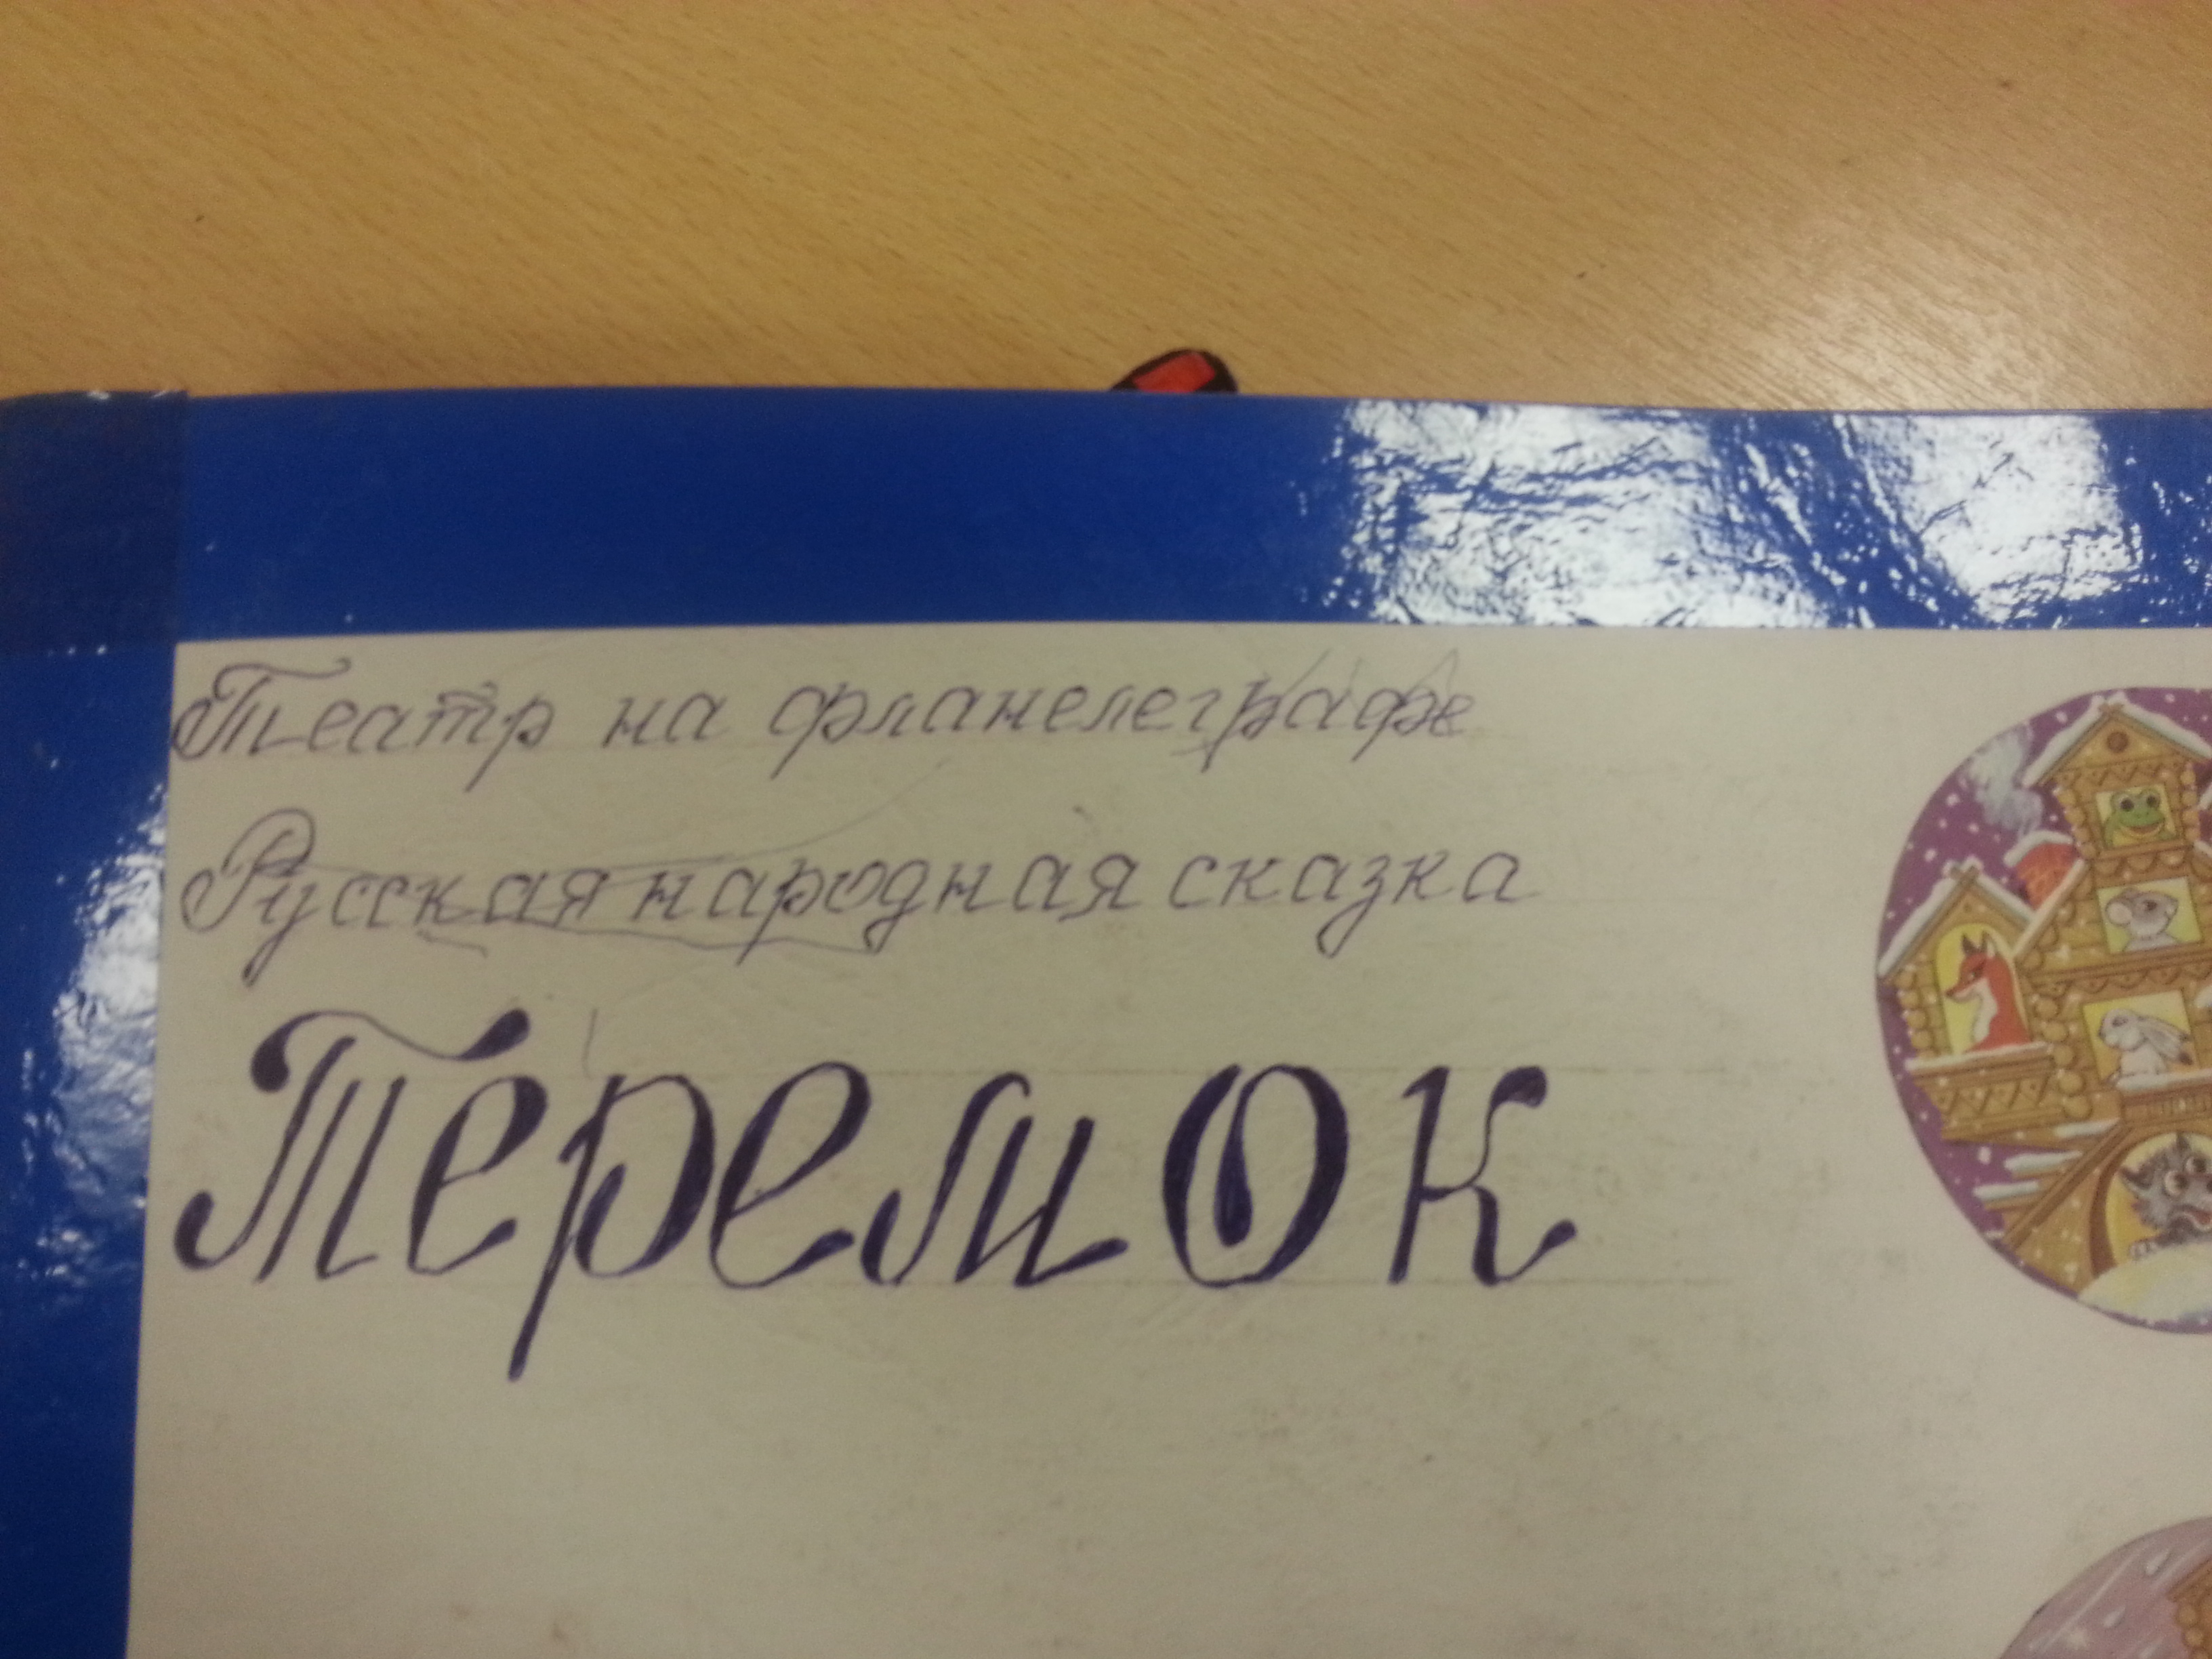 Театр на фланелеграфе
Русская народная сказка
Теремок